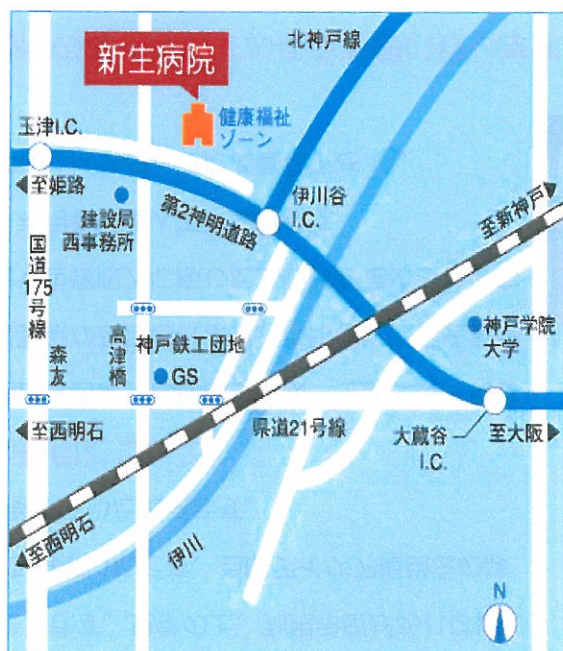 北神戸線
新生病院
健康福祉
ゾーン
玉津I.C.
至姫路
伊川谷
I.C.
至新神戸
建設局
西事務所
第2神明道路
国道
175
号線
神戸学院
大学
高津橋
神戸鉄工団地
森友
GS
至西明石
県道21号線
大蔵谷
I.C.
至大阪
至西明石
伊川
N